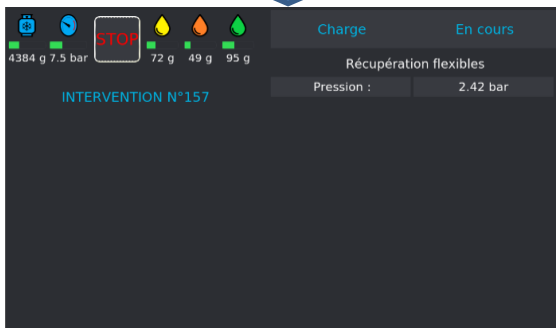 STOP
4384 g 7.5 bar 72 g 49 g 95 g
INTERVENTION N°157
Charge En cours
Récupération flexibles
Pression : 2.42 bar